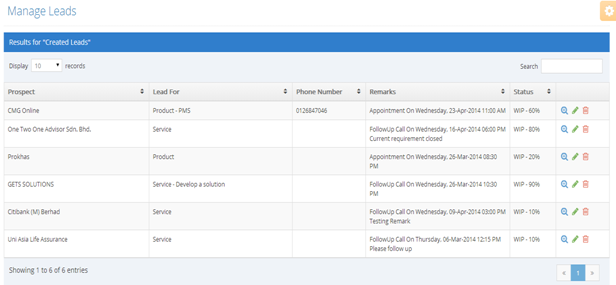 Manage Leads
Results for "Created Leads"
Display 10 records
Search
Prospect Lead For Phone Number Remarks Status
CMG Online Product - PMS 0126847046 Appointment On Wednesday, 23-Apr-2014 11:00 AM WIP - 60%
One Two One Advisor Sdn. Bhd. Service FollowUp Call On Wednesday, 16-Apr-2014 06:00 PM WIP - 80%
Current requirement closed
Prokhas Product Appointment On Wednesday, 26-Mar-2014 08:30 WIP - 20%
PM
GETS SOLUTIONS Service - Develop a solution FollowUp Call On Wednesday, 26-Mar-2014 10:30 WIP - 90%
PM
Citibank (M) Berhad Service FollowUp Call On Wednesday, 09-Apr-2014 03:00 PM WIP - 10%
Testing Remark
Uni Asia Life Assurance Service FollowUp Call On Thursday, 06-Mar-2014 12:15 PM WIP - 10%
Please follow up
Showing 1 to 6 of 6 entries
« 1 »